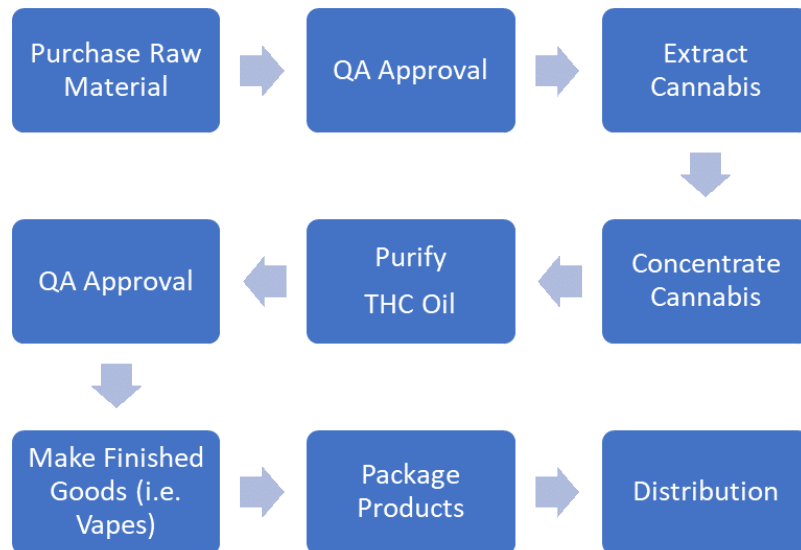 Purchase Raw
Material
QA Approval
Extract
Cannabis
Concentrate
Cannabis
Purify
THC Oil
QA Approval
Make Finished
Goods (i.e.
Vapes)
Package
Products
Distribution